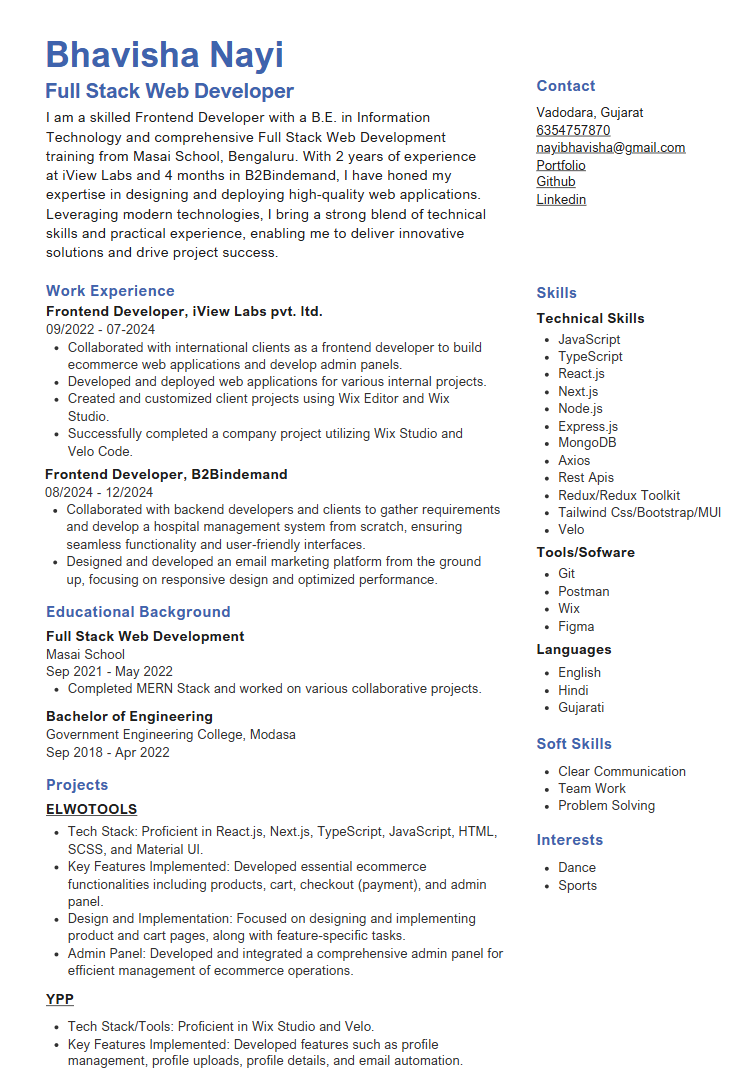 Bhavisha Nayi
Full Stack Web Developer
I am a skilled Frontend Developer with a B.E. in Information
Technology and comprehensive Full Stack Web Development
training from Masai School, Bengaluru. With 2 years of experience
at iView Labs and 4 months in B2Bindemand, I have honed my
expertise in designing and deploying high-quality web applications.
Leveraging modern technologies, I bring a strong blend of technical
skills and practical experience, enabling me to deliver innovative
solutions and drive project success.
Work Experience
Frontend Developer, iView Labs pvt. ltd.
09/2022 - 07-2024
• Collaborated with international clients as a frontend developer to build
ecommerce web applications and develop admin panels.
• Developed and deployed web applications for various internal projects.
• Created and customized client projects using Wix Editor and Wix
Studio.
• Successfully completed a company project utilizing Wix Studio and
Velo Code.
Frontend Developer, B2Bindemand
08/2024 - 12/2024
• Collaborated with backend developers and clients to gather requirements
and develop a hospital management system from scratch, ensuring
seamless functionality and user-friendly interfaces.
• Designed and developed an email marketing platform from the ground
up, focusing on responsive design and optimized performance.
Educational Background
Full Stack Web Development
Masai School
Sep 2021 - May 2022
• Completed MERN Stack and worked on various collaborative projects.
Bachelor of Engineering
Government Engineering College, Modasa
Sep 2018 - Apr 2022
Projects
ELWOTOOLS
• Tech Stack: Proficient in React.js, Next.js, TypeScript, JavaScript, HTML,
SCSS, and Material UI.
• Key Features Implemented: Developed essential ecommerce
functionalities including products, cart, checkout (payment), and admin
panel.
• Design and Implementation: Focused on designing and implementing
product and cart pages, along with feature-specific tasks.
• Admin Panel: Developed and integrated a comprehensive admin panel for
efficient management of ecommerce operations.
YPP
• Tech Stack/Tools: Proficient in Wix Studio and Velo.
• Key Features Implemented: Developed features such as profile
management, profile uploads, profile details, and email automation.
Contact
Vadodara, Gujarat
6354757870
nayibhavisha@gmail.com
Portfolio
Github
Linkedin
Skills
Technical Skills
• JavaScript
• TypeScript
• React.js
• Next.js
• Node.js
• Express.js
• MongoDB
• Axios
• Rest Apis
• Redux/Redux Toolkit
• Tailwind Css/Bootstrap/MUI
• Velo
Tools/Sofware
• Git
• Postman
• Wix
• Figma
Languages
• English
• Hindi
• Gujarati
Soft Skills
• Clear Communication
• Team Work
• Problem Solving
Interests
• Dance
• Sports